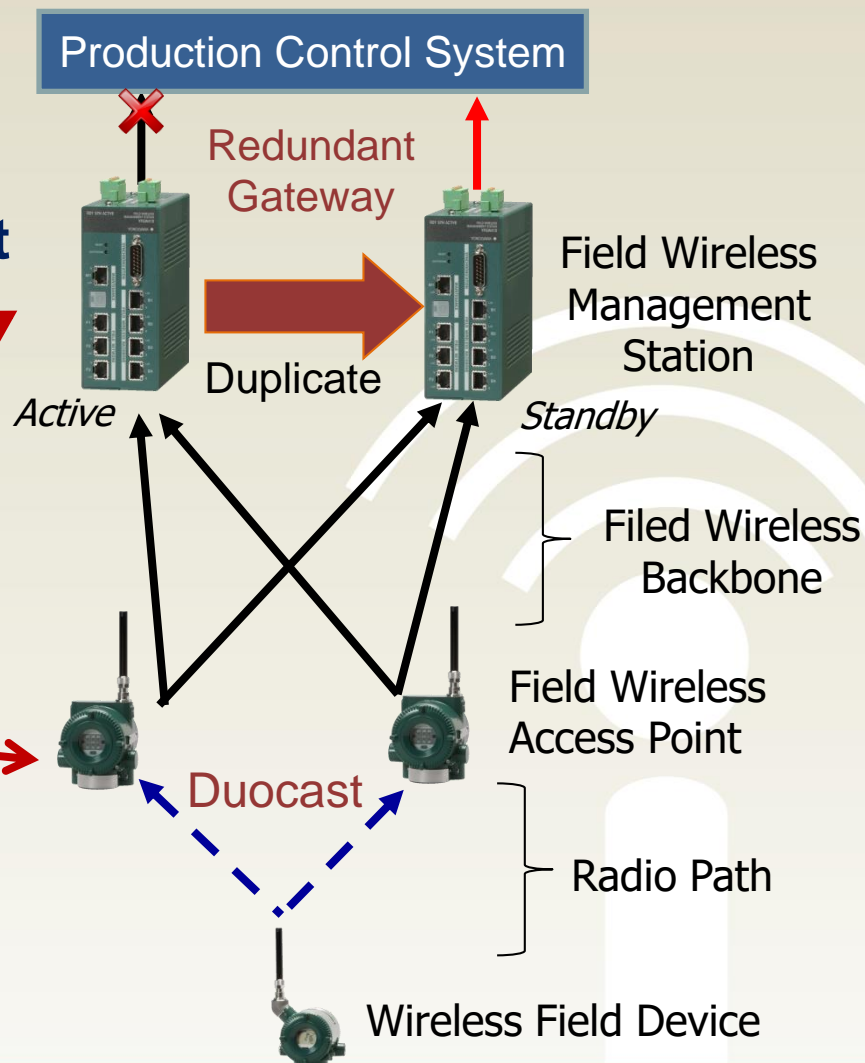 Production Control System
Redundant
Gateway
t
Field Wireless
Management
Station
Duplicate
Active
Standby
Filed Wireless
Backbone
Field Wireless
Access Point
Duocast
Radio Path
Wireless Field Device